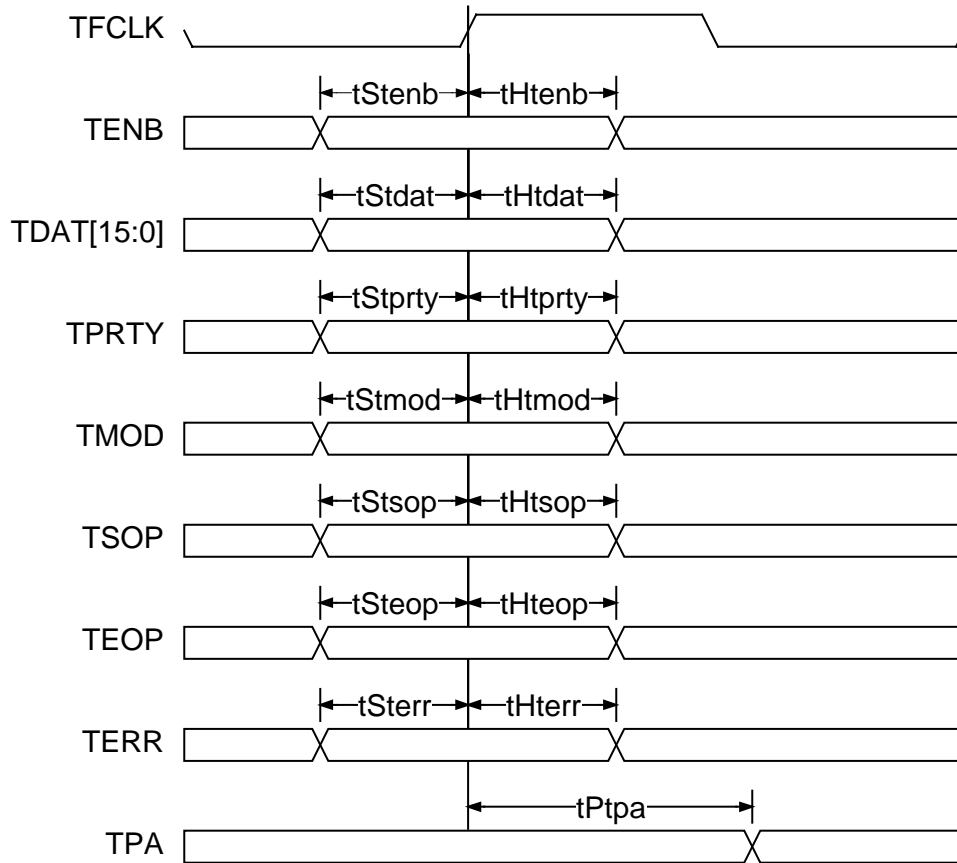 TFCLK
tStenb tHtenb
TENB
tStdat tHtdat
TDAT[15:0]
tStprty tHtprty
TPRTY
tStmod tHtmod
TMOD
tStsop tHtsop
TSOP
tSteop tHteop
TEOP
tSterr tHterr
TERR
tPtpa
TPA